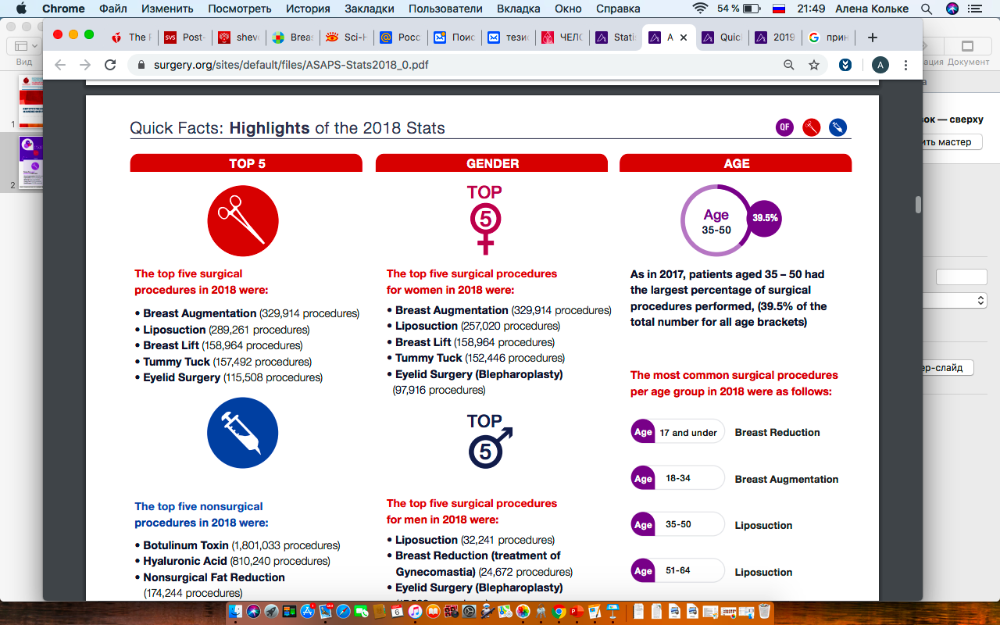 Chrome Файл Изменить Посмотреть История Закладки Пользователи Вкладка Окно Справка 54 % 21:49 Алена Кольке
The F SVS Post- shev Breas Sci-H Росс Поис тези ЧЕЛО Stati A Quic 2019 прин
surgery.org/sites/default/files/ASAPS-Stats2018_0.pdf A
Вид
Документ
1
2
ок — сверху
ить мастер
ер-слайд
Quick Facts: Highlights of the 2018 Stats QF
TOP 5
The top five surgical
procedures in 2018 were:
• Breast Augmentation (329,914 procedures)
• Liposuction (289,261 procedures)
• Breast Lift (158,964 procedures)
• Tummy Tuck (157,492 procedures)
• Eyelid Surgery (115,508 procedures)
The top five nonsurgical
procedures in 2018 were:
• Botulinum Toxin (1,801,033 procedures)
• Hyaluronic Acid (810,240 procedures)
• Nonsurgical Fat Reduction
(174,244 procedures)
GENDER
TOP
5
The top five surgical procedures
for women in 2018 were:
• Breast Augmentation (329,914 procedures)
• Liposuction (257,020 procedures)
• Breast Lift (158,964 procedures)
• Tummy Tuck (152,446 procedures)
• Eyelid Surgery (Blepharoplasty)
(97,916 procedures)
TOP
5
The top five surgical procedures
for men in 2018 were:
• Liposuction (32,241 procedures)
• Breast Reduction (treatment of
Gynecomastia) (24,672 procedures)
• Eyelid Surgery (Blepharoplasty)
AGE
Age
35-50
39.5%
As in 2017, patients aged 35 – 50 had
the largest percentage of surgical
procedures performed, (39.5% of the
total number for all age brackets)
The most common surgical procedures
per age group in 2018 were as follows:
Age 17 and under Breast Reduction
Age 18-34 Breast Augmentation
Age 35-50 Liposuction
Age 51-64 Liposuction